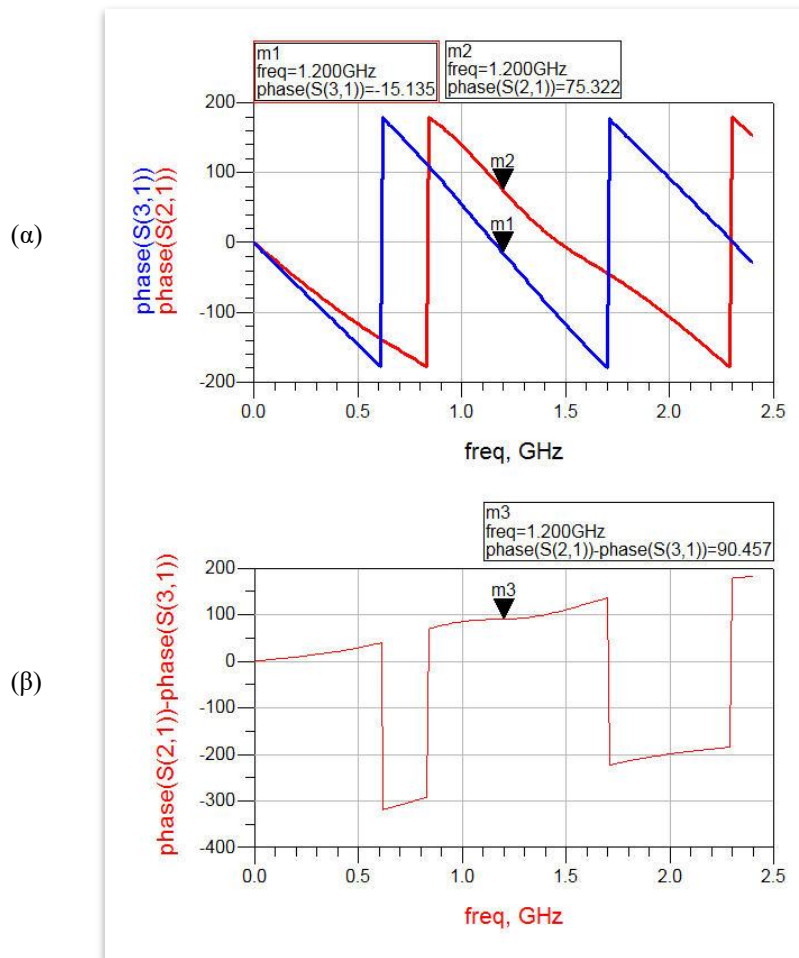 (α)
m1
freq=1.200GHz
phase(S(3,1))=-15.135
m2
freq=1.200GHz
phase(S(2,1))=75.322
phase(S(3,1))
phase(S(2,1))
200
100
0
-100
-200
m2
m1
0.0 0.5 1.0 1.5 2.0 2.5
freq, GHz
(β)
m3
freq=1.200GHz
phase(S(2,1))-phase(S(3,1))=90.457
phase(S(2,1))-phase(S(3,1))
200
100
0
-100
-200
-300
-400
m3
0.0 0.5 1.0 1.5 2.0 2.5
freq, GHz